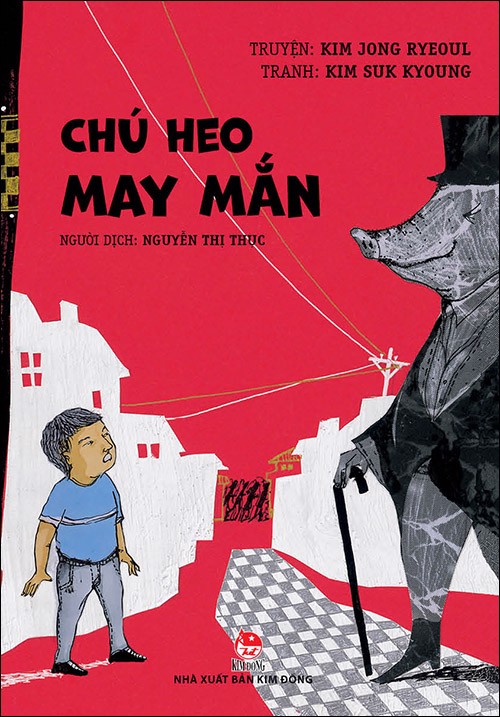 TRUYỆN: KIM JONG RYEOUL
TRANH: KIM SUK KYOUNG
CHÚ HEO
MAY MẮN
NGƯỜI DỊCH: NGUYỄN THỊ THỤC
KIM ĐỒNG
NHÀ XUẤT BẢN KIM ĐỒNG